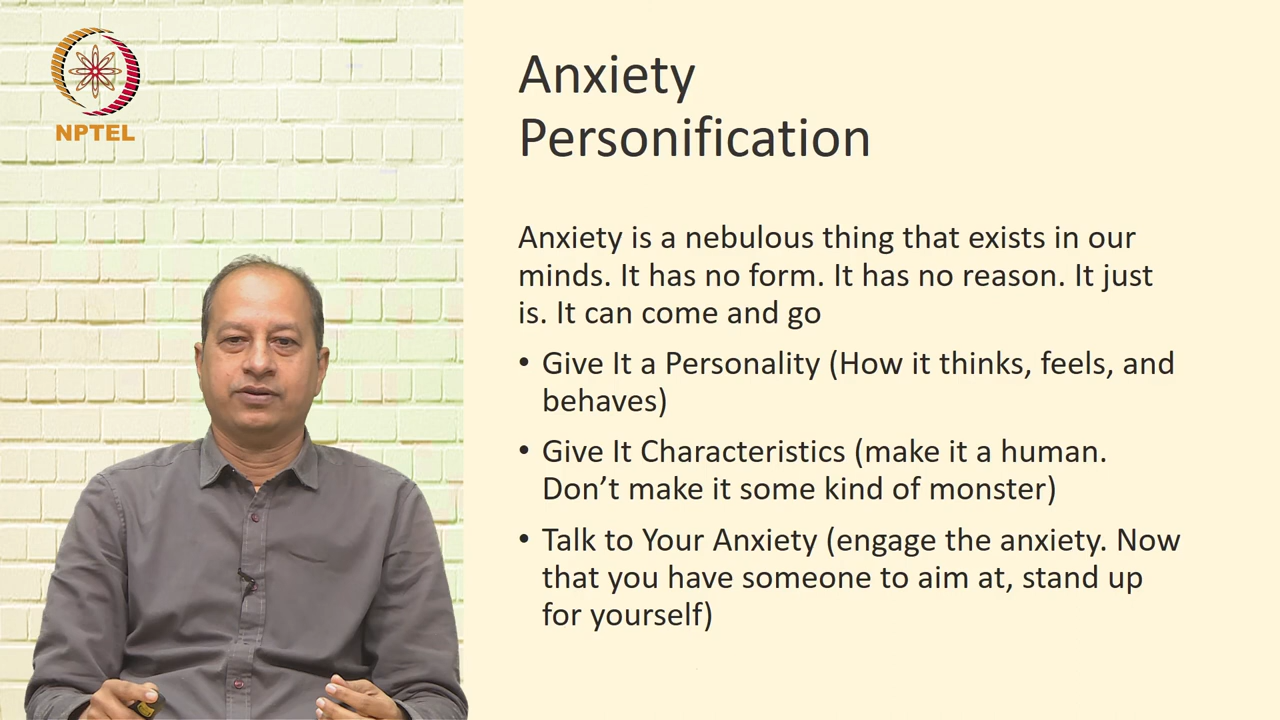 NPTEL
Anxiety
Personification
Anxiety is a nebulous thing that exists in our
minds. It has no form. It has no reason. It just
is. It can come and go
• Give It a Personality (How it thinks, feels, and
behaves)
• Give It Characteristics (make it a human.
Don’t make it some kind of monster)
• Talk to Your Anxiety (engage the anxiety. Now
that you have someone to aim at, stand up
for yourself)